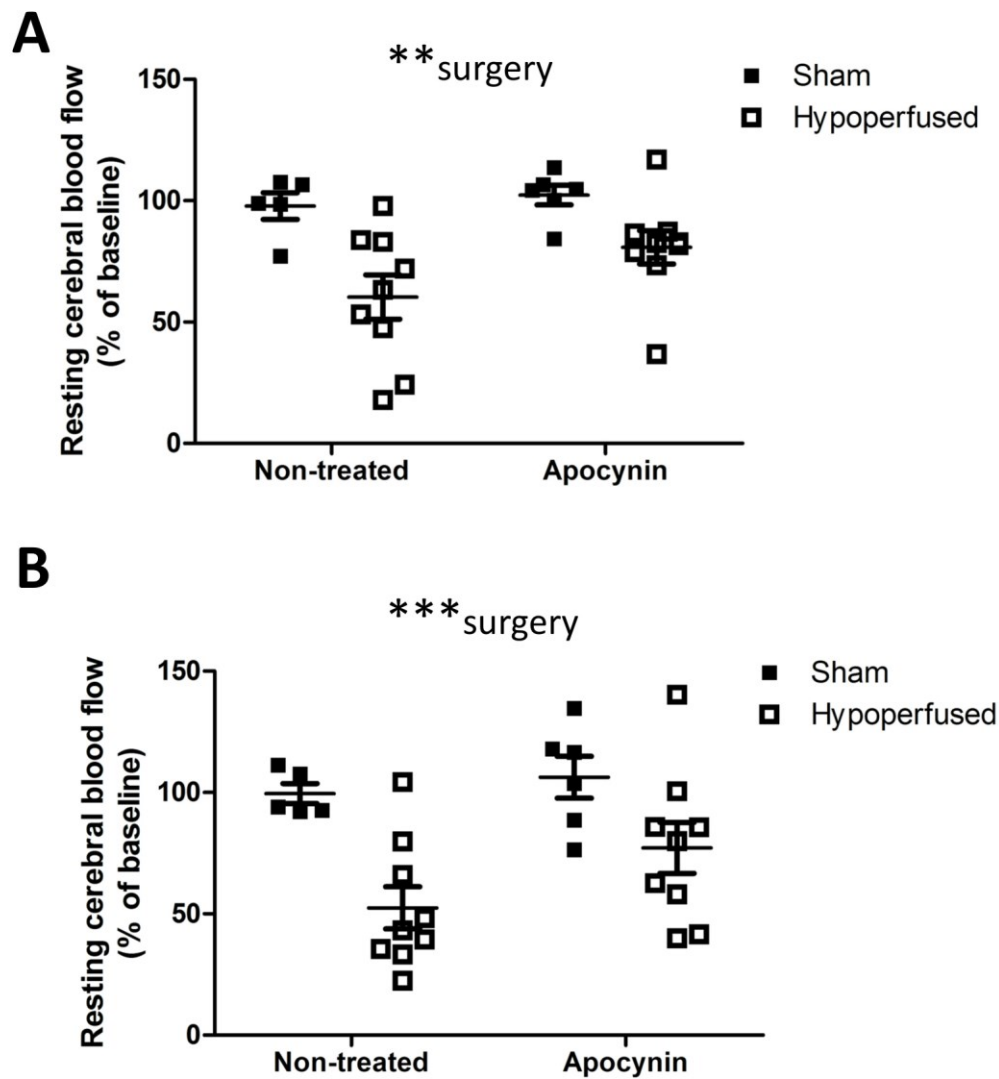 A
**surgery
Resting cerebral blood flow
(% of baseline)
150
100
50
0
Non-treated
Apocynin
Sham
Hypoperfused
B
***surgery
Resting cerebral blood flow
(% of baseline)
150
100
50
0
Non-treated
Apocynin
Sham
Hypoperfused